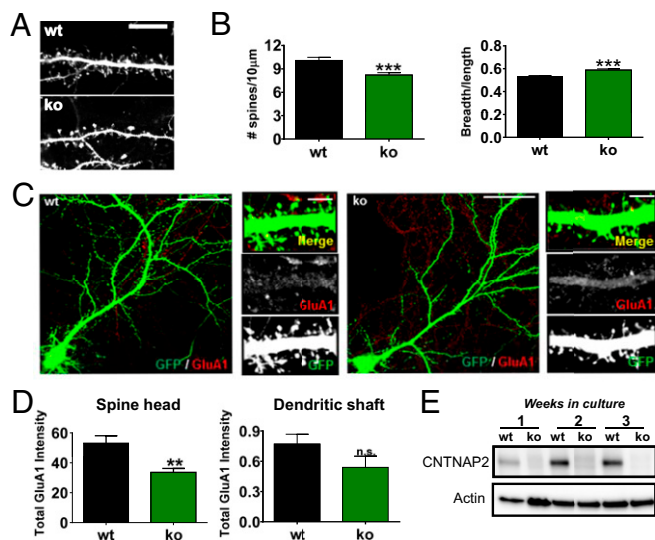 A
wt
ko
B
# spines/10μm
12
9
6
3
0
***
wt
ko
Breadth/length
0.8
0.6
0.4
0.2
0.0
***
wt
ko
C
wt
GFP / GluA1
Merge
GluA1
GFP
ko
GFP / GluA1
Merge
GluA1
GFP
D
Spine head
Total GluA1 Intensity
60
40
20
0
**
wt
ko
Dendritic shaft
Total GluA1 Intensity
0.9
0.6
0.3
0.0
n.s.
wt
ko
E
Weeks in culture
1 2 3
wt ko wt ko wt ko
CNTNAP2
Actin